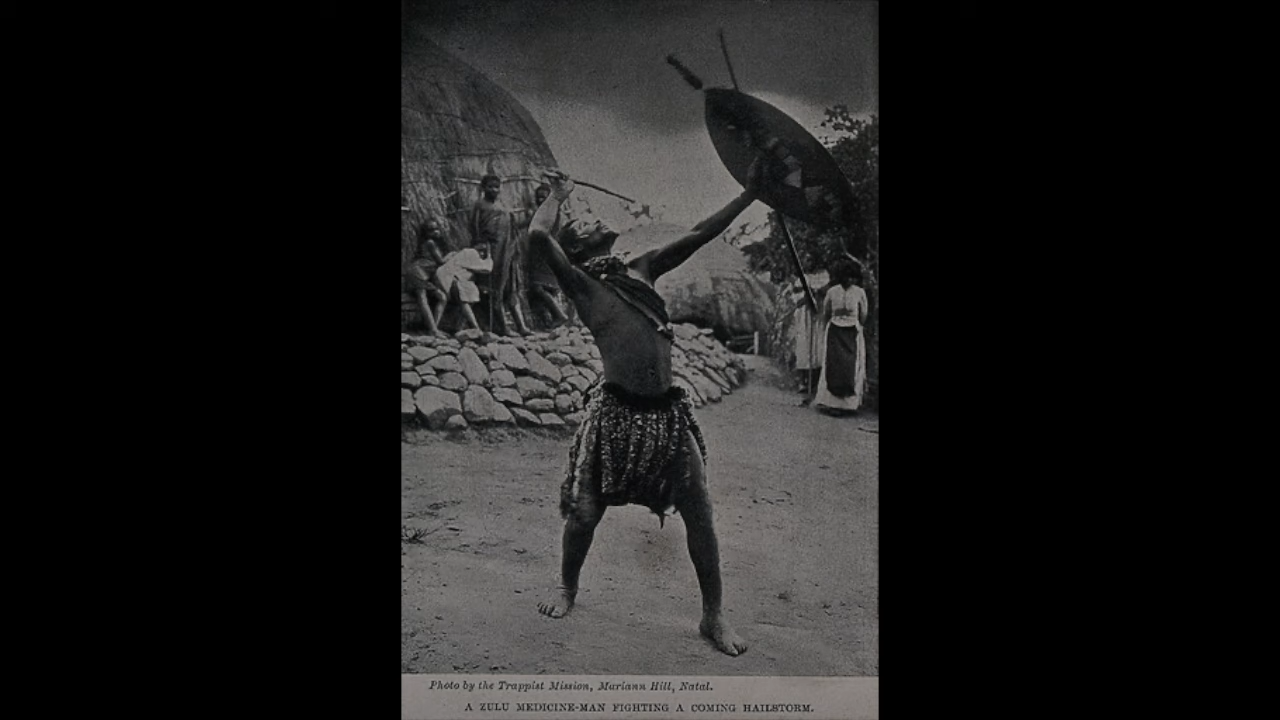 Photo by the Trappist Mission, Mariann Hill, Natal.
A ZULU MEDICINE-MAN FIGHTING A COMING HAILSTORM.